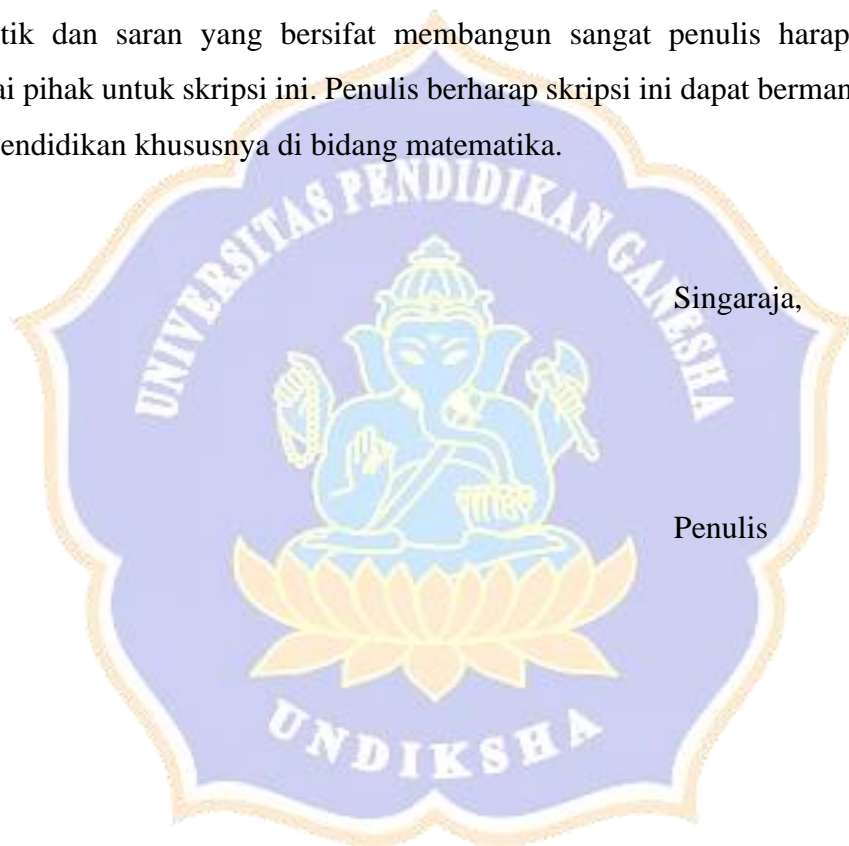 tik dan saran yang bersifat membangun sangat penulis harap
ai pihak untuk skripsi ini. Penulis berharap skripsi ini dapat berman
endidikan khususnya di bidang matematika.
UNIVERSITAS PENDIDIKAN GANESHA
Singaraja,
Penulis
UNDIKSHA